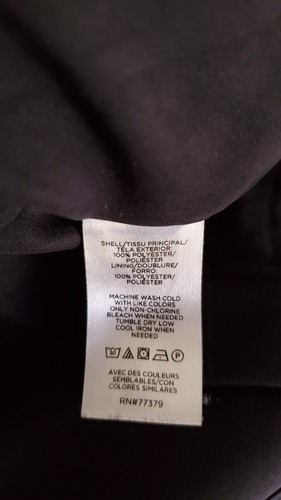 SHELL/TISSU PRINCIPAL/
TELA EXTERIOR:
100% POLYESTER/
POLIÉSTER
LINING/DOUBLURE/
FORRO:
100% POLYESTER/
POLIÉSTER
MACHINE WASH COLD
WITH LIKE COLORS
ONLY NON-CHLORINE
BLEACH WHEN NEEDED
TUMBLE DRY LOW
COOL IRON WHEN
NEEDED
P
AVEC DES COULEURS
SEMBLABLES/CON
COLORES SIMILARES
RN#77379